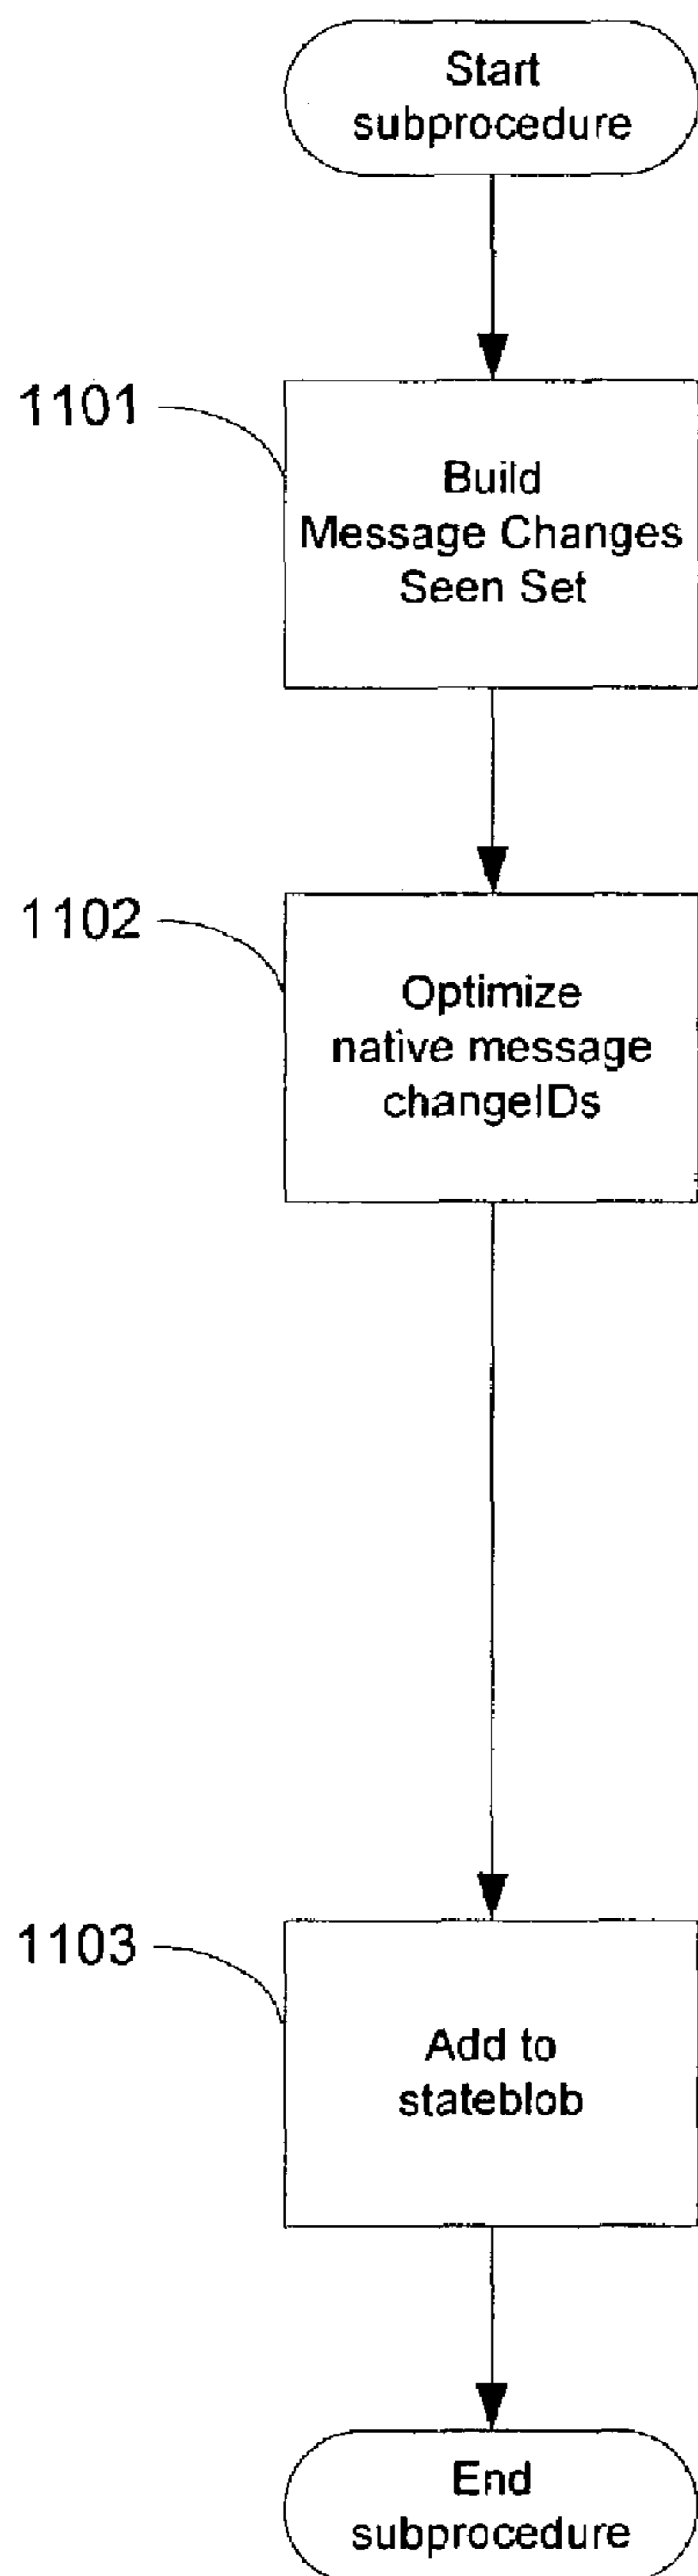 Start
subprocedure
1101
Build
Message Changes
Seen Set
1102
Optimize
native message
changeIDs
1103
Add to
stateblob
End
subprocedure